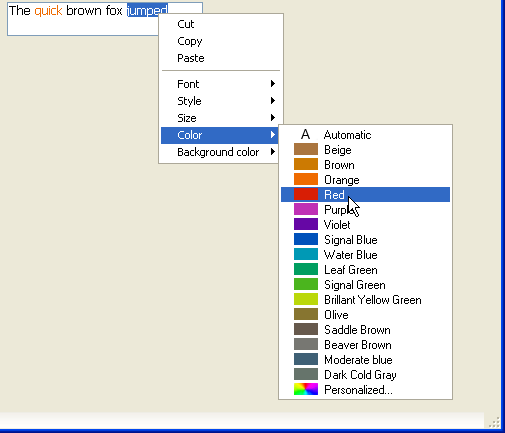 The quick brown fox jumped
Cut
Copy
Paste
Font
Style
Size
Color
Background color
A Automatic
Beige
Brown
Orange
Red
Purple
Violet
Signal Blue
Water Blue
Leaf Green
Signal Green
Brillant Yellow Green
Olive
Saddle Brown
Beaver Brown
Moderate blue
Dark Cold Gray
Personalized...